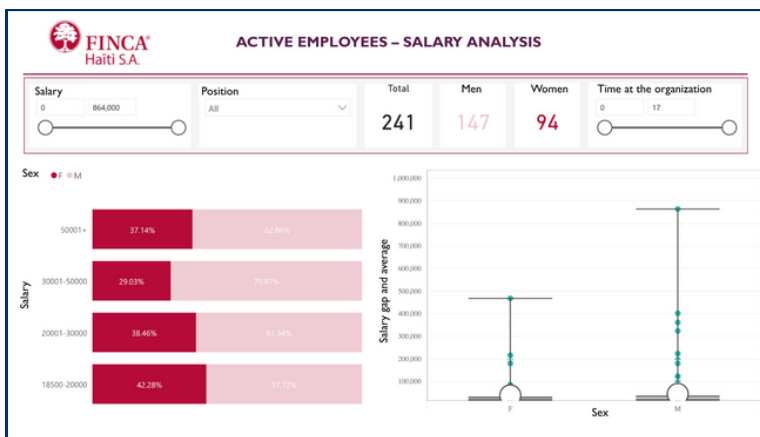 FINCA®
Haïti S.A.
ACTIVE EMPLOYEES – SALARY ANALYSIS
Salary
0 864,000
Position
All
Total
241
Men
147
Women
94
Time at the organization
0 17
Sex F M
Salary
50001+ 37.14% 62.86%
30001-50000 29.03% 70.97%
20001-30000 38.46% 61.54%
18500-20000 42.28% 57.72%
Salary gap and average
1,000,000
900,000
800,000
700,000
600,000
500,000
400,000
300,000
200,000
100,000
F M
Sex